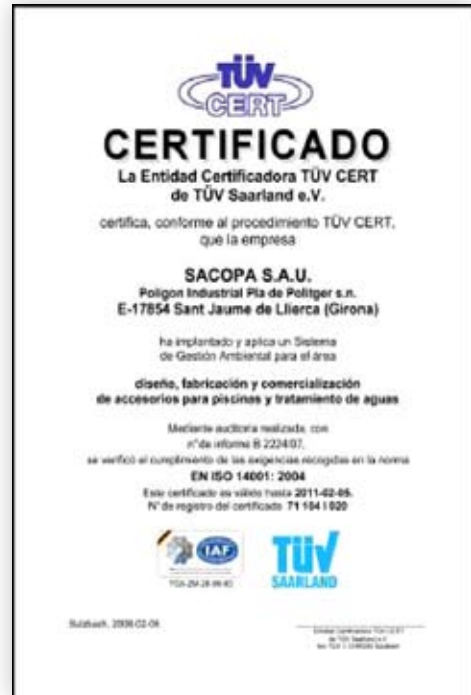 TÜV
CERT
CERTIFICADO
La Entidad Certificadora TÜV CERT
de TÜV Saarland e.V.
certifica, conforme al procedimiento TÜV CERT,
que la empresa
SACOPA S.A.U.
Poligon Industrial Pla de Politger s.n.
E-17854 Sant Jaume de Llierca (Girona)
ha implantado y aplica un Sistema
de Gestión Ambiental para el área
diseño, fabricación y comercialización
de accesorios para piscinas y tratamiento de aguas
Mediante auditoría realizada, con
nº de informe B 2224/07,
se verificó el cumplimiento de las exigencias recogidas en la norma
EN ISO 14001: 2004
Este certificado es válido hasta 2011-02-05.
Nº de registro del certificado 71 104 I 020
IAF
TÜV
SAARLAND
Sulzbach,